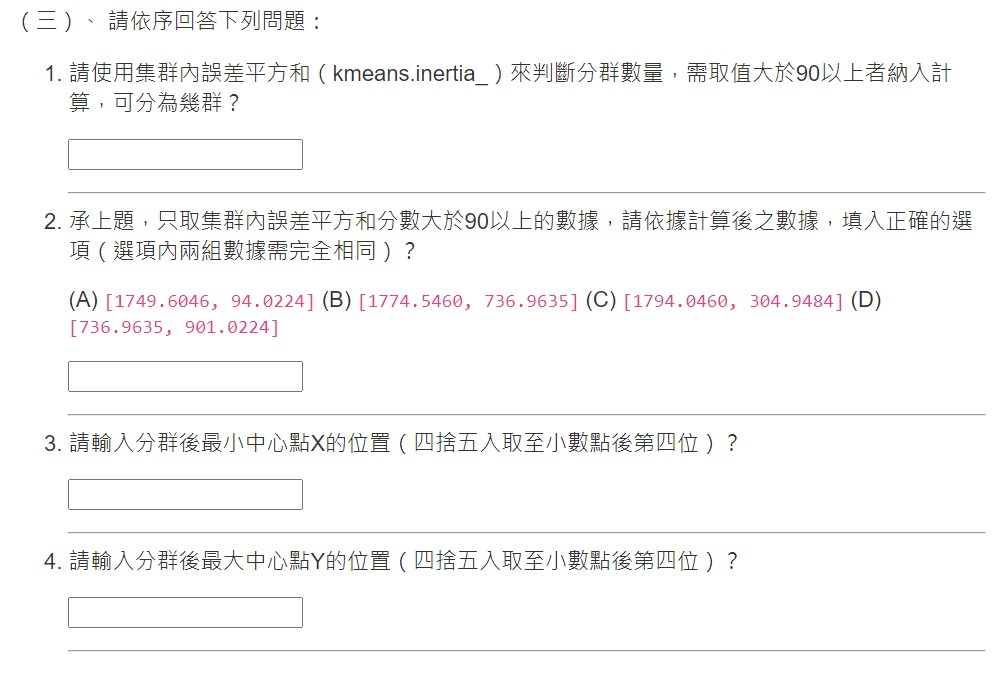 （三）、 請依序回答下列問題：
1. 請使用集群內誤差平方和（kmeans.inertia_）來判斷分群數量，需取值大於90以上者納入計
算，可分為幾群？
2. 承上題，只取集群內誤差平方和分數大於90以上的數據，請依據計算後之數據，填入正確的選
項（選項內兩組數據需完全相同）？
(A) [1749.6046, 94.0224] (B) [1774.5460, 736.9635] (C) [1794.0460, 304.9484] (D)
[736.9635, 901.0224]
3. 請輸入分群後最小中心點X的位置（四捨五入取至小數點後第四位）？
4. 請輸入分群後最大中心點Y的位置（四捨五入取至小數點後第四位）？